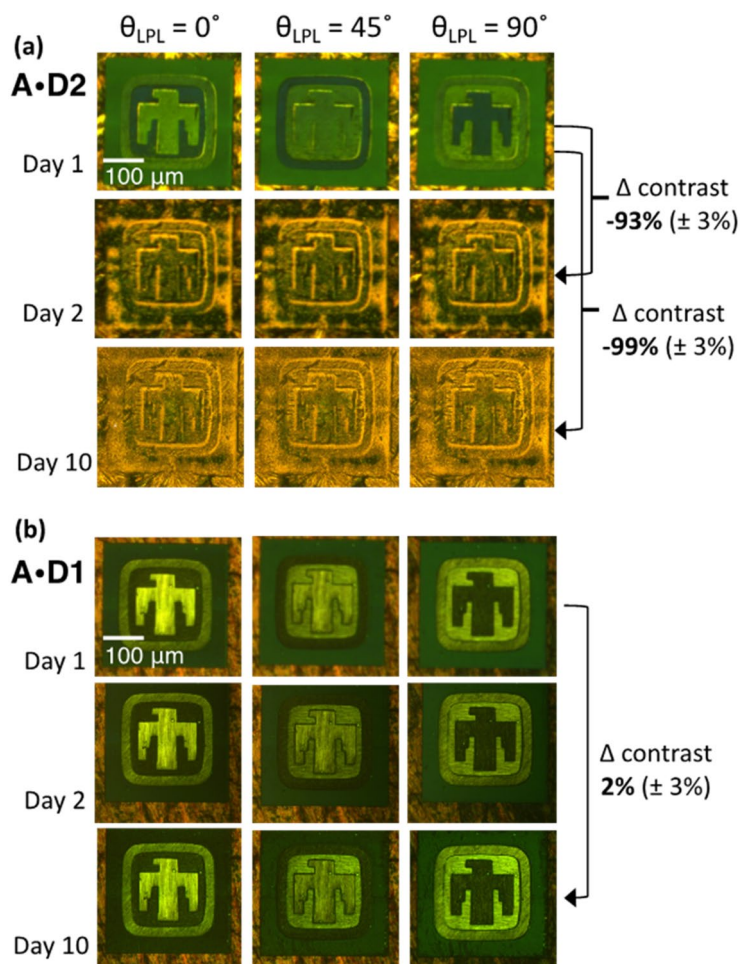 θLPL = 0˚ θLPL = 45˚ θLPL = 90˚
(a)
A•D2
Day 1
100 µm
Δ contrast
-93% (± 3%)
Day 2
Δ contrast
-99% (± 3%)
Day 10
(b)
A•D1
Day 1
100 µm
Day 2
Δ contrast
2% (± 3%)
Day 10